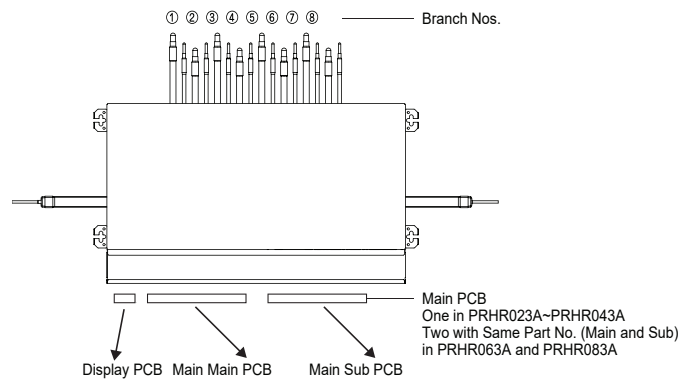 ① ② ③ ④ ⑤ ⑥ ⑦ ⑧ Branch Nos.
Main PCB
One in PRHR023A~PRHR043A
Two with Same Part No. (Main and Sub)
in PRHR063A and PRHR083A
Display PCB Main Main PCB Main Sub PCB